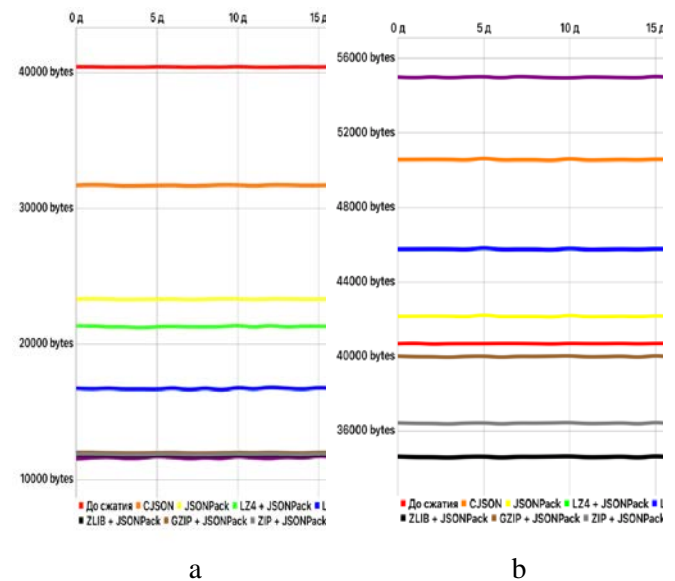 0 д 5 д 10 д 15 д
40000 bytes
30000 bytes
20000 bytes
10000 bytes
До сжатия CJSON JSONPack LZ4 + JSONPack L
ZLIB + JSONPack GZIP + JSONPack ZIP + JSONPack
a
0 д 5 д 10 д 15 д
56000 bytes
52000 bytes
48000 bytes
44000 bytes
40000 bytes
36000 bytes
До сжатия CJSON JSONPack LZ4 + JSONPack L
ZLIB + JSONPack GZIP + JSONPack ZIP + JSONPack
b